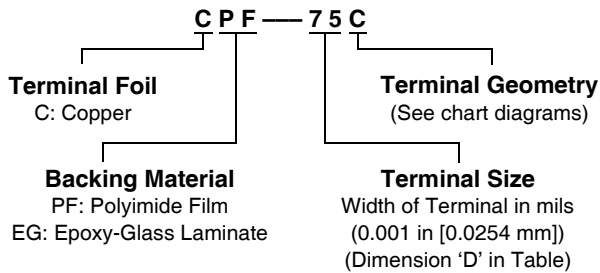 C P F — 7 5 C
Terminal Foil
C: Copper
Terminal Geometry
(See chart diagrams)
Backing Material
PF: Polyimide Film
EG: Epoxy-Glass Laminate
Terminal Size
Width of Terminal in mils
(0.001 in [0.0254 mm])
(Dimension ‘D’ in Table)